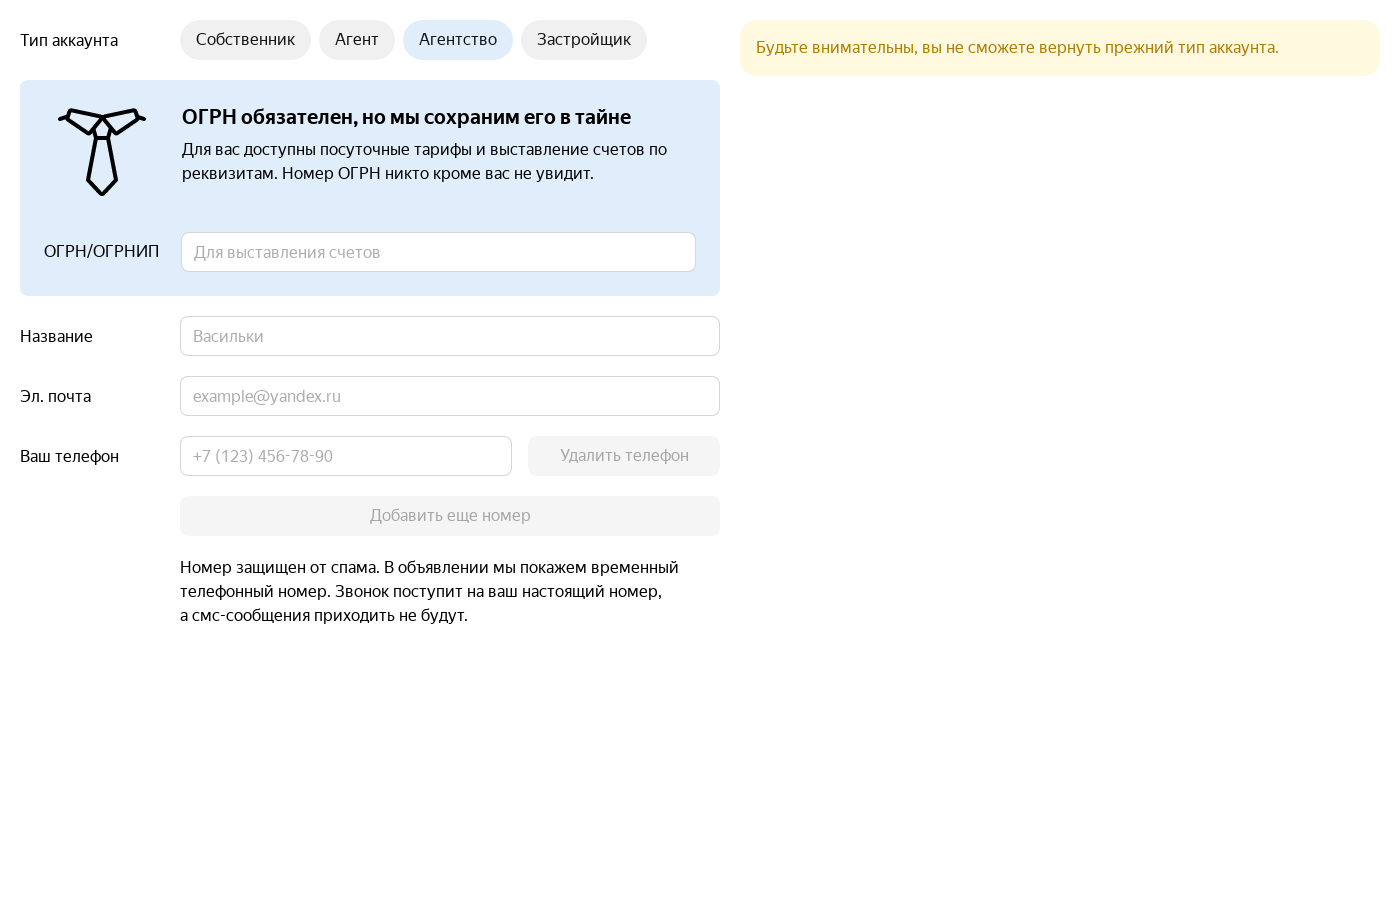 Тип аккаунта
Собственник
Агент
Агентство
Застройщик
Будьте внимательны, вы не сможете вернуть прежний тип аккаунта.
ОГРН обязателен, но мы сохраним его в тайне
Для вас доступны посуточные тарифы и выставление счетов по
реквизитам. Номер ОГРН никто кроме вас не увидит.
ОГРН/ОГРНИП
Для выставления счетов
Название
Васильки
Эл. почта
example@yandex.ru
Ваш телефон
+7 (123) 456-78-90
Удалить телефон
Добавить еще номер
Номер защищен от спама. В объявлении мы покажем временный
телефонный номер. Звонок поступит на ваш настоящий номер,
а смс-сообщения приходить не будут.